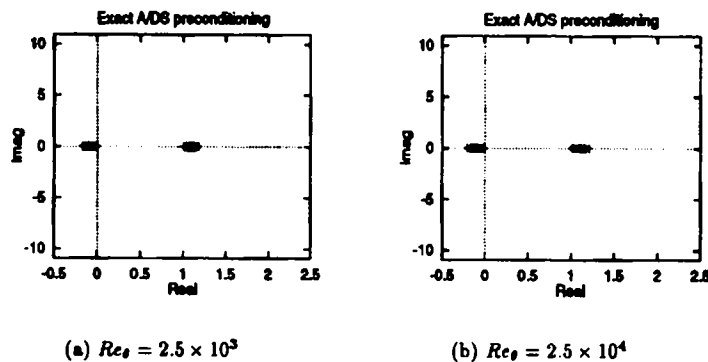 Exact A/DS preconditioning
10
5
0
-5
-10
Imag
-0.5 0 0.5 1 1.5 2 2.5
Real
(a) Re_θ = 2.5 × 10³
Exact A/DS preconditioning
10
5
0
-5
-10
Imag
-0.5 0 0.5 1 1.5 2 2.5
Real
(b) Re_θ = 2.5 × 10⁴